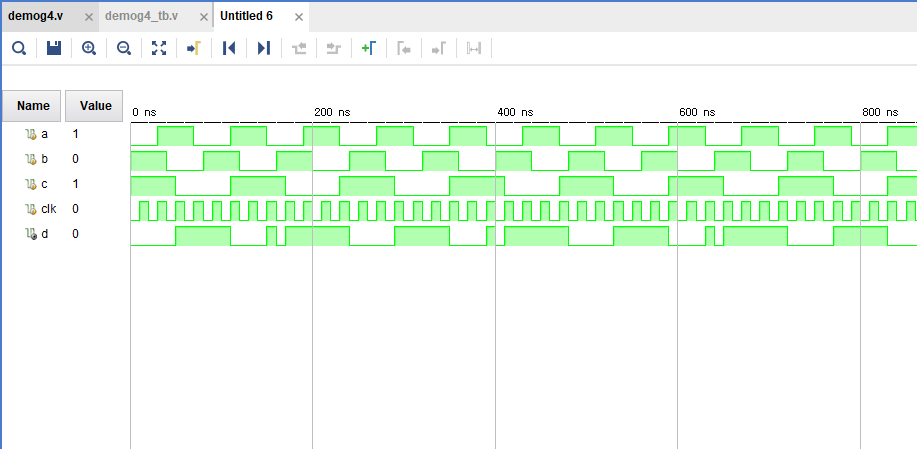 demog4.v demog4_tb.v Untitled 6
Name Value 0 ns 200 ns 400 ns 600 ns 800 ns
a 1
b 0
c 1
clk 0
d 0